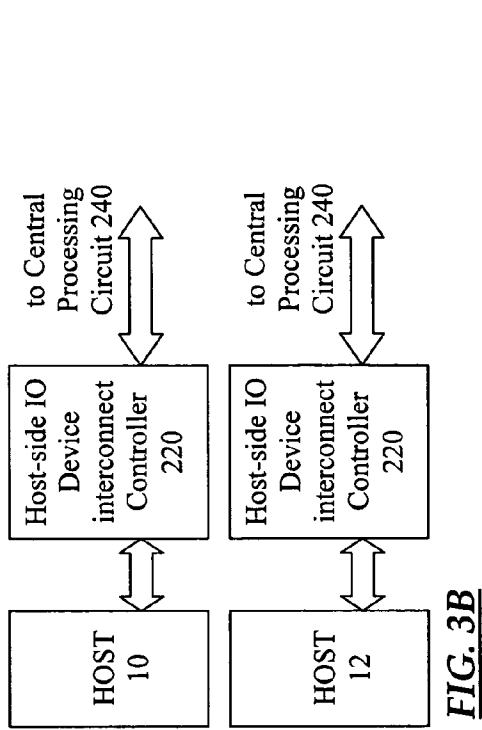 HOST
10
Host-side IO
Device
interconnect
Controller
220
to Central
Processing
Circuit 240
HOST
12
Host-side IO
Device
interconnect
Controller
220
to Central
Processing
Circuit 240
FIG. 3B